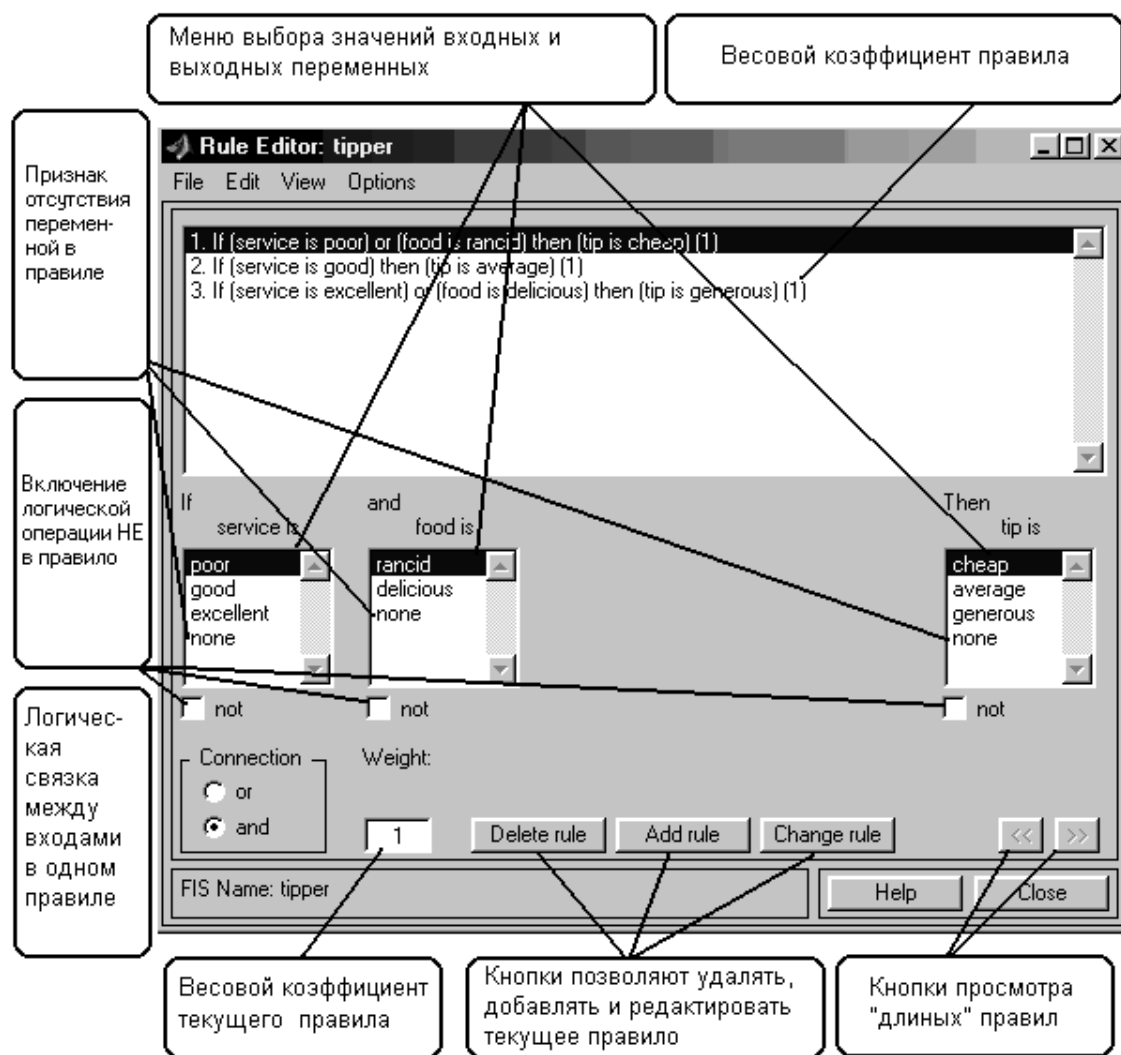 Меню выбора значений входных и
выходных переменных
Весовой коэффициент правила
Признак
отсутствия
перемен-
ной в
правиле
Rule Editor: tipper
File Edit View Options
1. If (service is poor) or (food is rancid) then (tip is cheap) (1)
2. If (service is good) then (tip is average) (1)
3. If (service is excellent) or (food is delicious) then (tip is generous) (1)
Включение
логической
операции НЕ
в правило
If and Then
service is food is tip is
poor rancid cheap
good delicious average
excellent none generous
none none
not not not
Логичес-
кая
связка
между
входами
в одном
правиле
Connection Weight:
or
and 1 Delete rule Add rule Change rule << >>
FIS Name: tipper Help Close
Весовой коэффициент
текущего правила
Кнопки позволяют удалять,
добавлять и редактировать
текущее правило
Кнопки просмотра
"длиных" правил